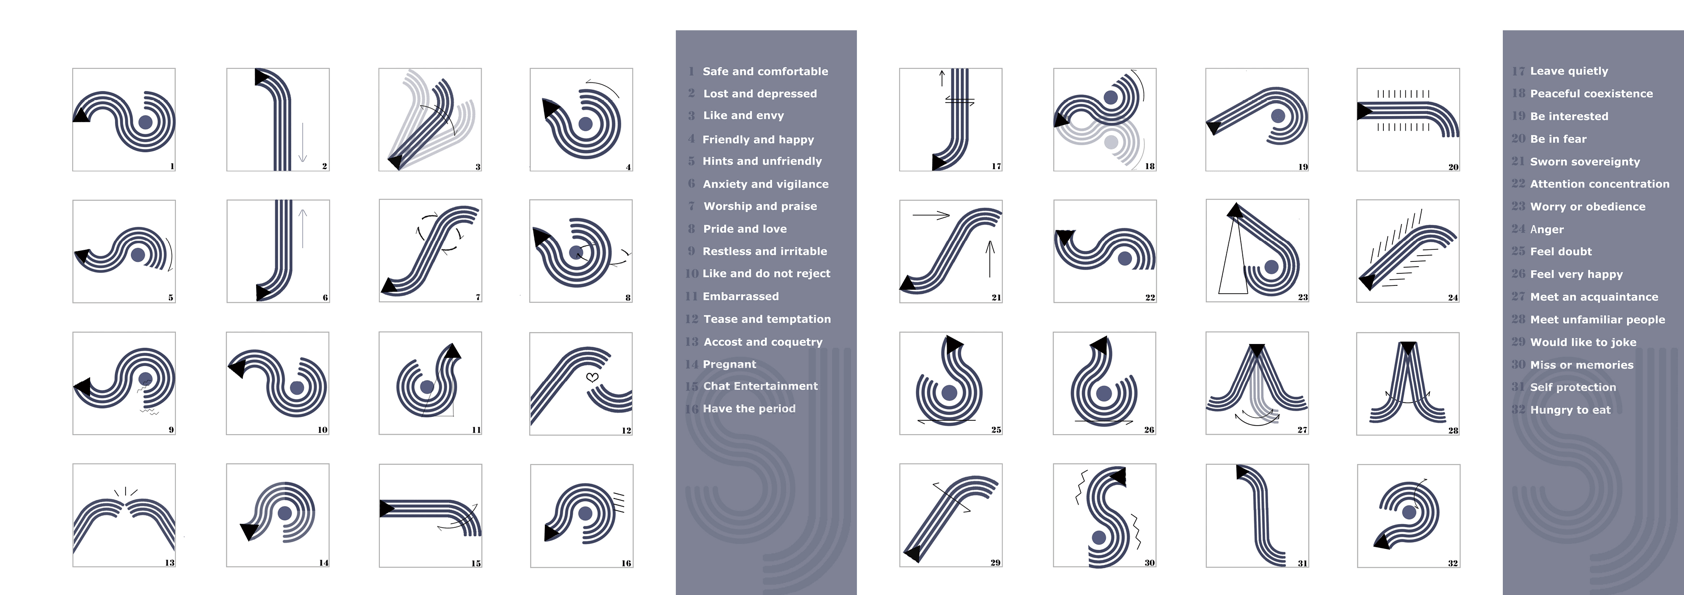 1
2
3
4
5
6
7
8
9
10
11
12
13
14
15
16
1 Safe and comfortable
2 Lost and depressed
3 Like and envy
4 Friendly and happy
5 Hints and unfriendly
6 Anxiety and vigilance
7 Worship and praise
8 Pride and love
9 Restless and irritable
10 Like and do not reject
11 Embarrassed
12 Tease and temptation
13 Accost and coquetry
14 Pregnant
15 Chat Entertainment
16 Have the period
17
18
19
20
21
22
23
24
25
26
27
28
29
30
31
32
17 Leave quietly
18 Peaceful coexistence
19 Be interested
20 Be in fear
21 Sworn sovereignty
22 Attention concentration
23 Worry or obedience
24 Anger
25 Feel doubt
26 Feel very happy
27 Meet an acquaintance
28 Meet unfamiliar people
29 Would like to joke
30 Miss or memories
31 Self protection
32 Hungry to eat